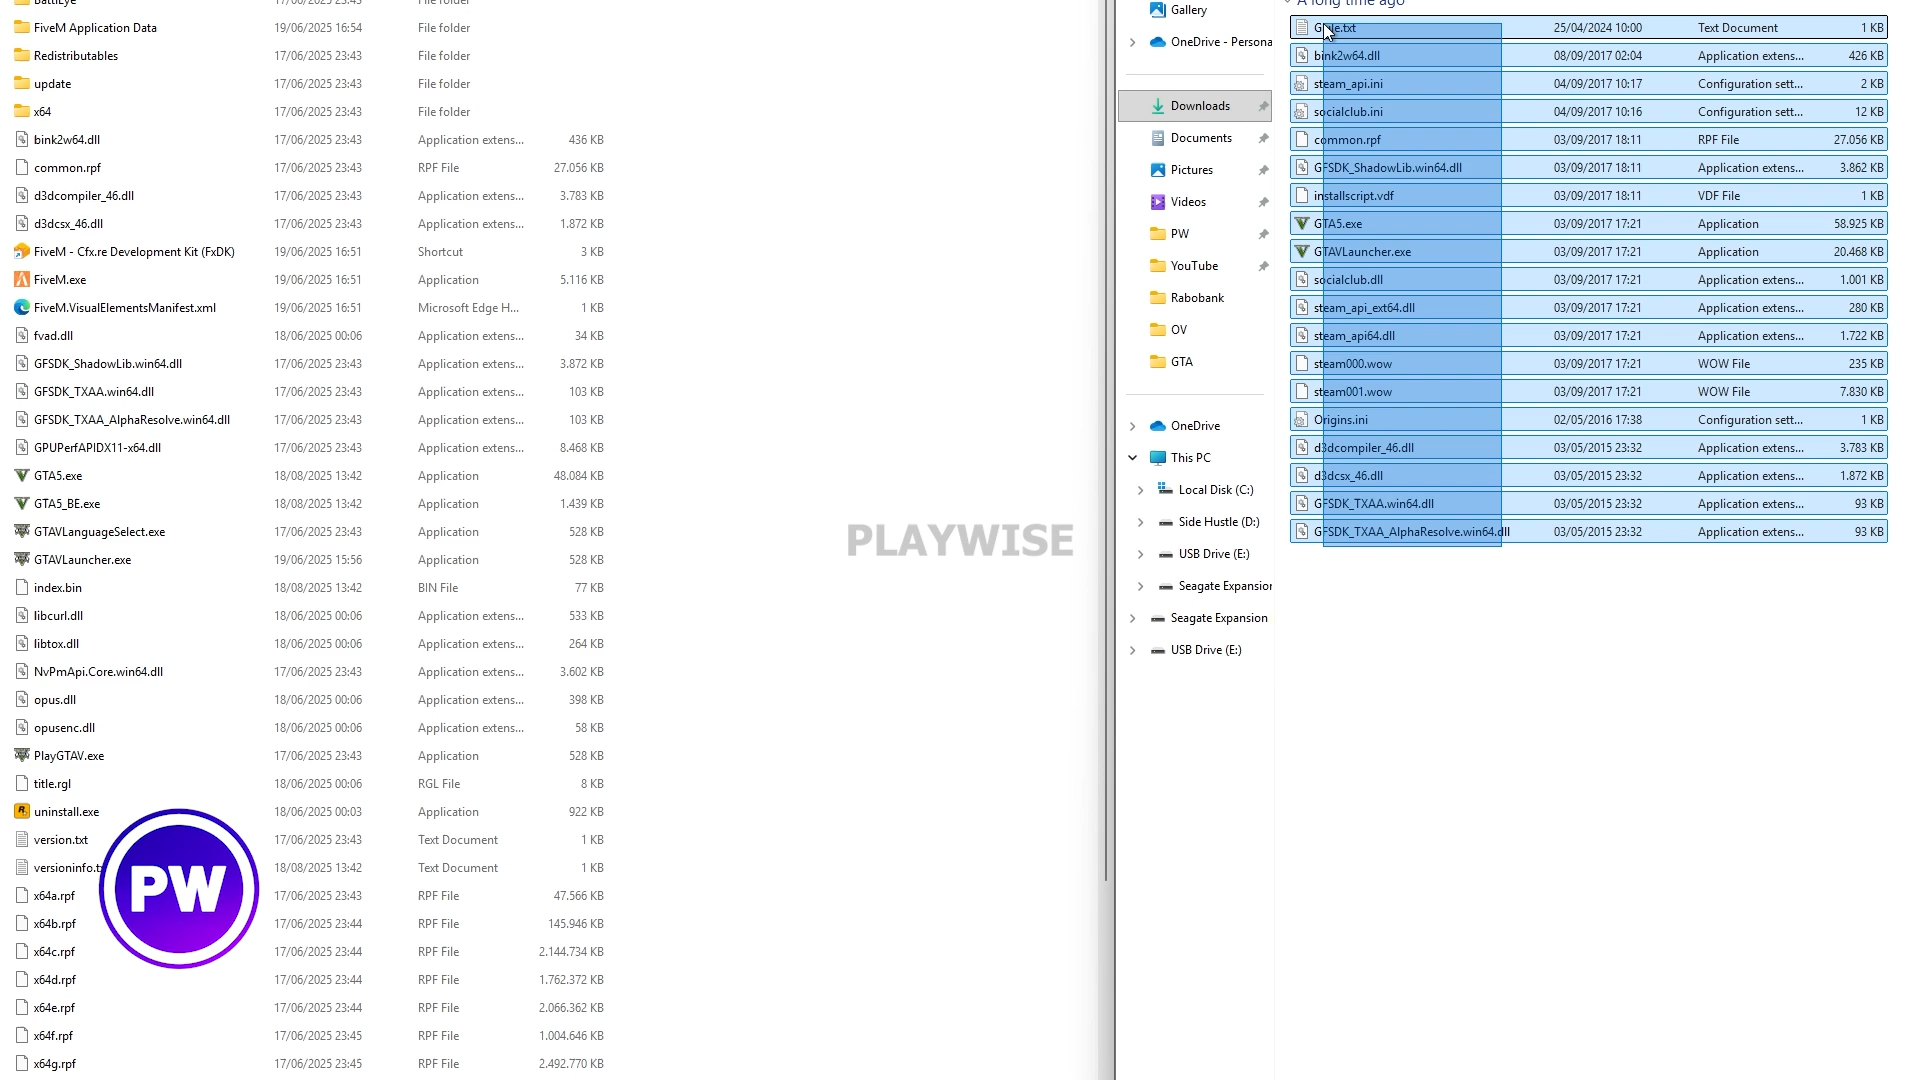 BattlEye 17/06/2025 23:43 File folder
FiveM Application Data 19/06/2025 16:54 File folder
Redistributables 17/06/2025 23:43 File folder
update 17/06/2025 23:43 File folder
x64 17/06/2025 23:43 File folder
bink2w64.dll 17/06/2025 23:43 Application extens... 436 KB
common.rpf 17/06/2025 23:43 RPF File 27.056 KB
d3dcompiler_46.dll 17/06/2025 23:43 Application extens... 3.783 KB
d3dcsx_46.dll 17/06/2025 23:43 Application extens... 1.872 KB
FiveM - Cfx.re Development Kit (FxDK) 19/06/2025 16:51 Shortcut 3 KB
FiveM.exe 19/06/2025 16:51 Application 5.116 KB
FiveM.VisualElementsManifest.xml 19/06/2025 16:51 Microsoft Edge H... 1 KB
fvad.dll 18/06/2025 00:06 Application extens... 34 KB
GFSDK_ShadowLib.win64.dll 17/06/2025 23:43 Application extens... 3.872 KB
GFSDK_TXAA.win64.dll 17/06/2025 23:43 Application extens... 103 KB
GFSDK_TXAA_AlphaResolve.win64.dll 17/06/2025 23:43 Application extens... 103 KB
GPUPerfAPIDX11-x64.dll 17/06/2025 23:43 Application extens... 8.468 KB
GTA5.exe 18/08/2025 13:42 Application 48.084 KB
GTA5_BE.exe 18/08/2025 13:42 Application 1.439 KB
GTAVLanguageSelect.exe 17/06/2025 23:43 Application 528 KB
GTAVLauncher.exe 19/06/2025 15:56 Application 528 KB
index.bin 18/08/2025 13:42 BIN File 77 KB
libcurl.dll 18/06/2025 00:06 Application extens... 533 KB
libtox.dll 18/06/2025 00:06 Application extens... 264 KB
NvPmApi.Core.win64.dll 17/06/2025 23:43 Application extens... 3.602 KB
opus.dll 18/06/2025 00:06 Application extens... 398 KB
opusenc.dll 18/06/2025 00:06 Application extens... 58 KB
PlayGTAV.exe 17/06/2025 23:43 Application 528 KB
title.rgl 18/06/2025 00:06 RGL File 8 KB
uninstall.exe 18/06/2025 00:03 Application 922 KB
version.txt 17/06/2025 23:43 Text Document 1 KB
versioninfo.t 18/08/2025 13:42 Text Document 1 KB
x64a.rpf 17/06/2025 23:43 RPF File 47.566 KB
x64b.rpf 17/06/2025 23:44 RPF File 145.946 KB
x64c.rpf 17/06/2025 23:44 RPF File 2.144.734 KB
x64d.rpf 17/06/2025 23:44 RPF File 1.762.372 KB
x64e.rpf 17/06/2025 23:44 RPF File 2.066.362 KB
x64f.rpf 17/06/2025 23:45 RPF File 1.004.646 KB
x64g.rpf 17/06/2025 23:45 RPF File 2.492.770 KB
PW
PLAYWISE
Gallery
OneDrive - Persona
Downloads
Documents
Pictures
Videos
PW
YouTube
Rabobank
OV
GTA
OneDrive
This PC
Local Disk (C:)
Side Hustle (D:)
USB Drive (E:)
Seagate Expansion
Seagate Expansion
USB Drive (E:)
A long time ago
25/04/2024 10:00 Text Document 1 KB
bink2w64.dll 08/09/2017 02:04 Application extens... 426 KB
steam_api.ini 04/09/2017 10:17 Configuration sett... 2 KB
socialclub.ini 04/09/2017 10:16 Configuration sett... 12 KB
common.rpf 03/09/2017 18:11 RPF File 27.056 KB
GFSDK_ShadowLib.win64.dll 03/09/2017 18:11 Application extens... 3.862 KB
installscript.vdf 03/09/2017 18:11 VDF File 1 KB
GTA5.exe 03/09/2017 17:21 Application 58.925 KB
GTAVLauncher.exe 03/09/2017 17:21 Application 20.468 KB
socialclub.dll 03/09/2017 17:21 Application extens... 1.001 KB
steam_api_ext64.dll 03/09/2017 17:21 Application extens... 280 KB
steam_api64.dll 03/09/2017 17:21 Application extens... 1.722 KB
steam000.wow 03/09/2017 17:21 WOW File 235 KB
steam001.wow 03/09/2017 17:21 WOW File 7.830 KB
Origins.ini 02/05/2016 17:38 Configuration sett... 1 KB
d3dcompiler_46.dll 03/05/2015 23:32 Application extens... 3.783 KB
d3dcsx_46.dll 03/05/2015 23:32 Application extens... 1.872 KB
GFSDK_TXAA.win64.dll 03/05/2015 23:32 Application extens... 93 KB
GFSDK_TXAA_AlphaResolve.win64.dll 03/05/2015 23:32 Application extens... 93 KB